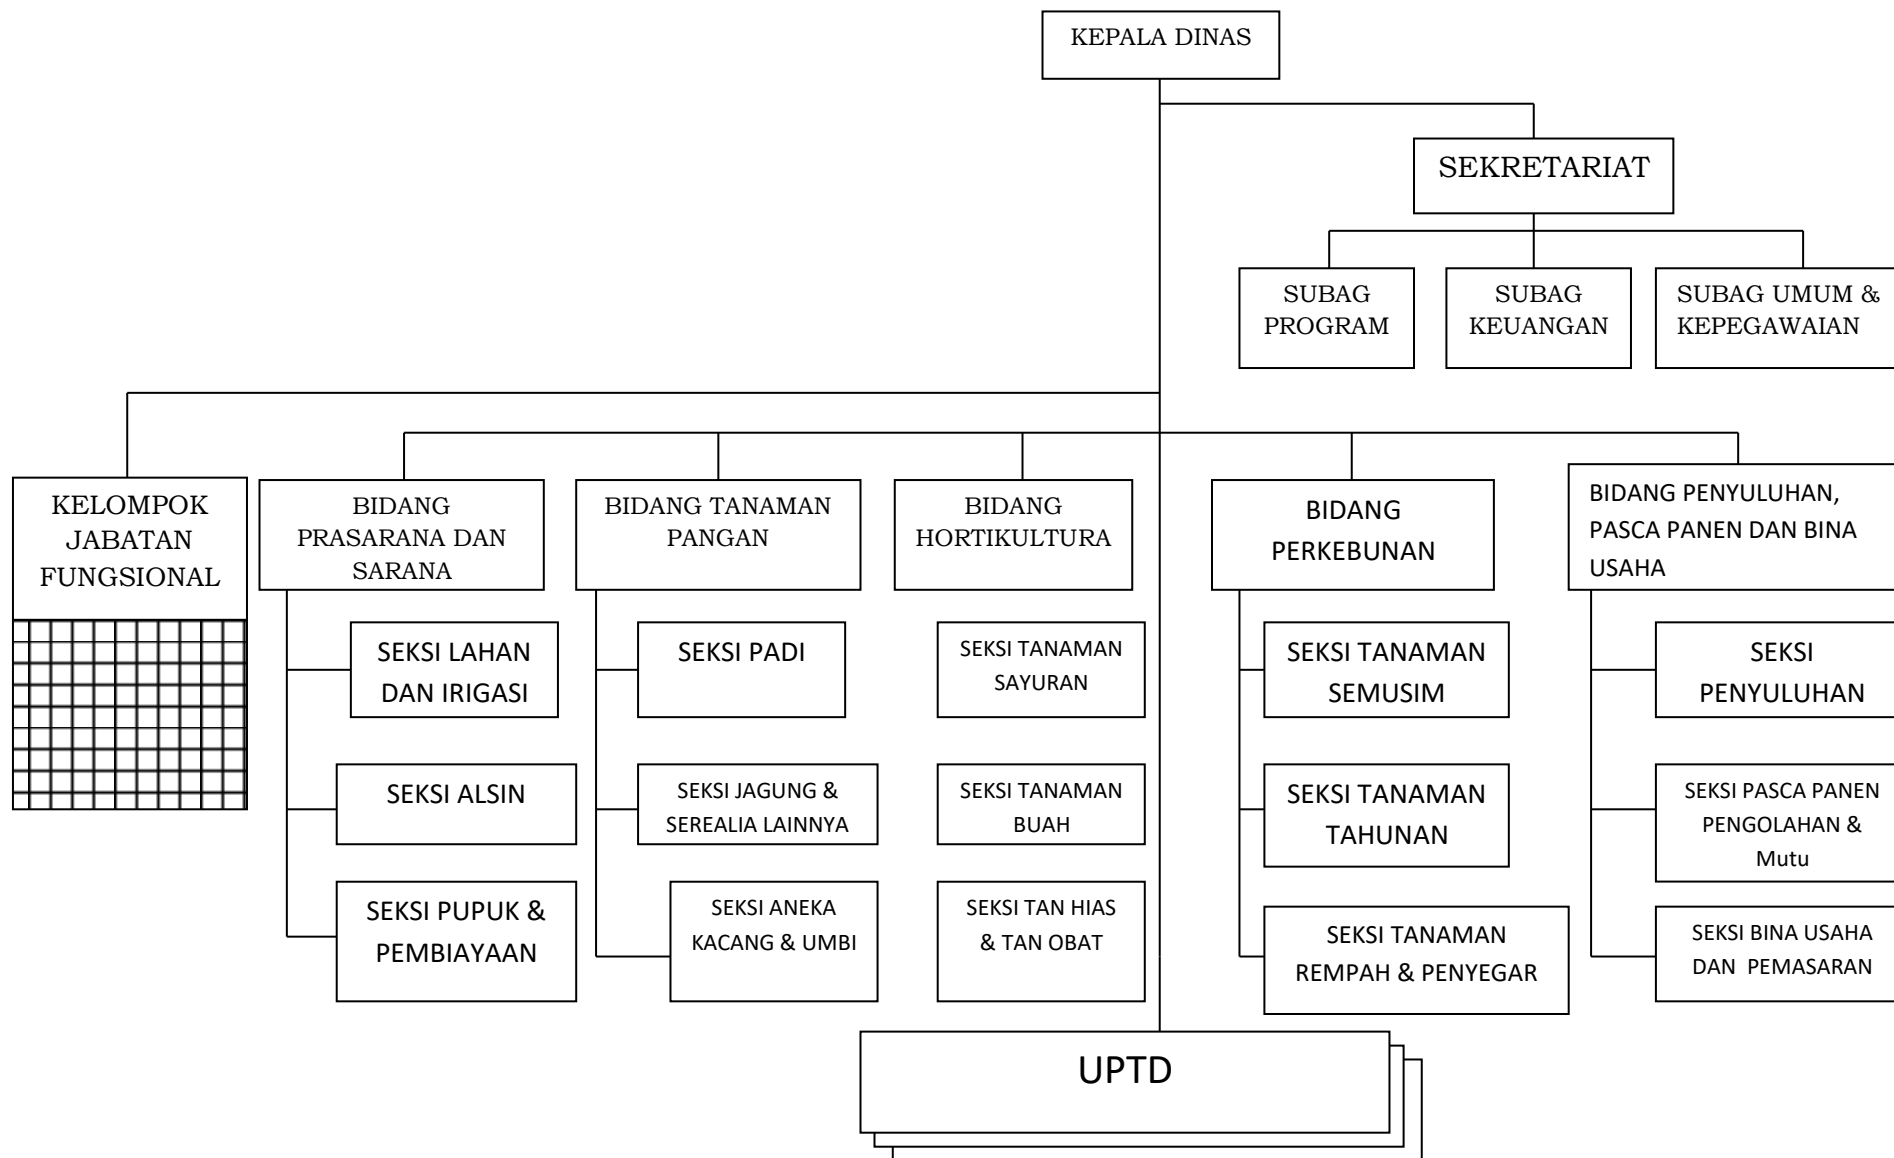 KEPALA DINAS
SEKRETARIAT
SUBAG
PROGRAM
SUBAG
KEUANGAN
SUBAG UMUM &
KEPEGAWAIAN
KELOMPOK
JABATAN
FUNGSIONAL
BIDANG
PRASARANA DAN
SARANA
BIDANG TANAMAN
PANGAN
BIDANG
HORTIKULTURA
BIDANG
PERKEBUNAN
BIDANG PENYULUHAN,
PASCA PANEN DAN BINA
USAHA
SEKSI LAHAN
DAN IRIGASI
SEKSI PADI
SEKSI TANAMAN
SAYURAN
SEKSI TANAMAN
SEMUSIM
SEKSI
PENYULUHAN
SEKSI ALSIN
SEKSI JAGUNG &
SEREALIA LAINNYA
SEKSI TANAMAN
BUAH
SEKSI TANAMAN
TAHUNAN
SEKSI PASCA PANEN
PENGOLAHAN &
Mutu
SEKSI PUPUK &
PEMBIAYAAN
SEKSI ANEKA
KACANG & UMBI
SEKSI TAN HIAS
& TAN OBAT
SEKSI TANAMAN
REMPAH & PENYEGAR
SEKSI BINA USAHA
DAN  PEMASARAN
UPTD